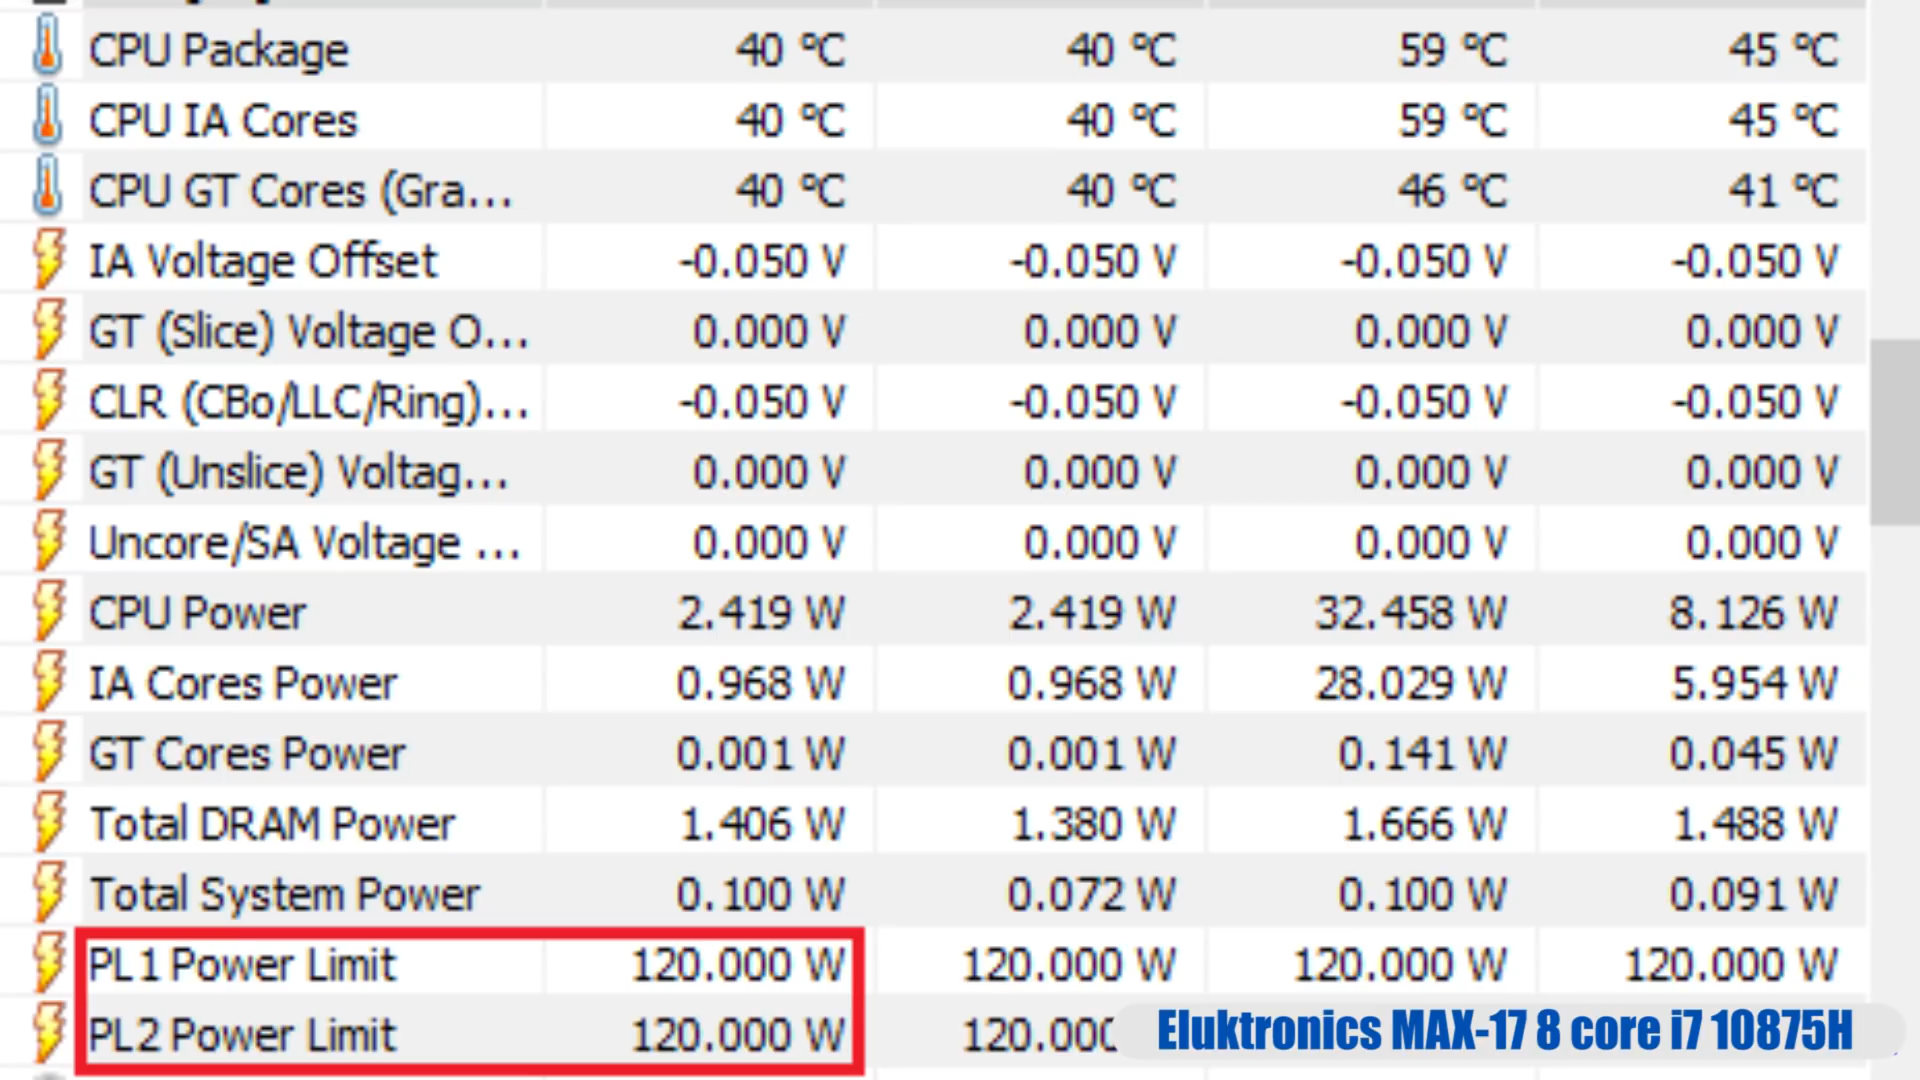 CPU Package 40 °C 40 °C 59 °C 45 °C
CPU IA Cores 40 °C 40 °C 59 °C 45 °C
CPU GT Cores (Gra... 40 °C 40 °C 46 °C 41 °C
IA Voltage Offset -0.050 V -0.050 V -0.050 V -0.050 V
GT (Slice) Voltage O... 0.000 V 0.000 V 0.000 V 0.000 V
CLR (CBo/LLC/Ring)... -0.050 V -0.050 V -0.050 V -0.050 V
GT (Unslice) Voltag... 0.000 V 0.000 V 0.000 V 0.000 V
Uncore/SA Voltage ... 0.000 V 0.000 V 0.000 V 0.000 V
CPU Power 2.419 W 2.419 W 32.458 W 8.126 W
IA Cores Power 0.968 W 0.968 W 28.029 W 5.954 W
GT Cores Power 0.001 W 0.001 W 0.141 W 0.045 W
Total DRAM Power 1.406 W 1.380 W 1.666 W 1.488 W
Total System Power 0.100 W 0.072 W 0.100 W 0.091 W
PL1 Power Limit 120.000 W 120.000 W 120.000 W 120.000 W
PL2 Power Limit 120.000 W 120.000
Eluktronics MAX-17 8 core i7 10875H